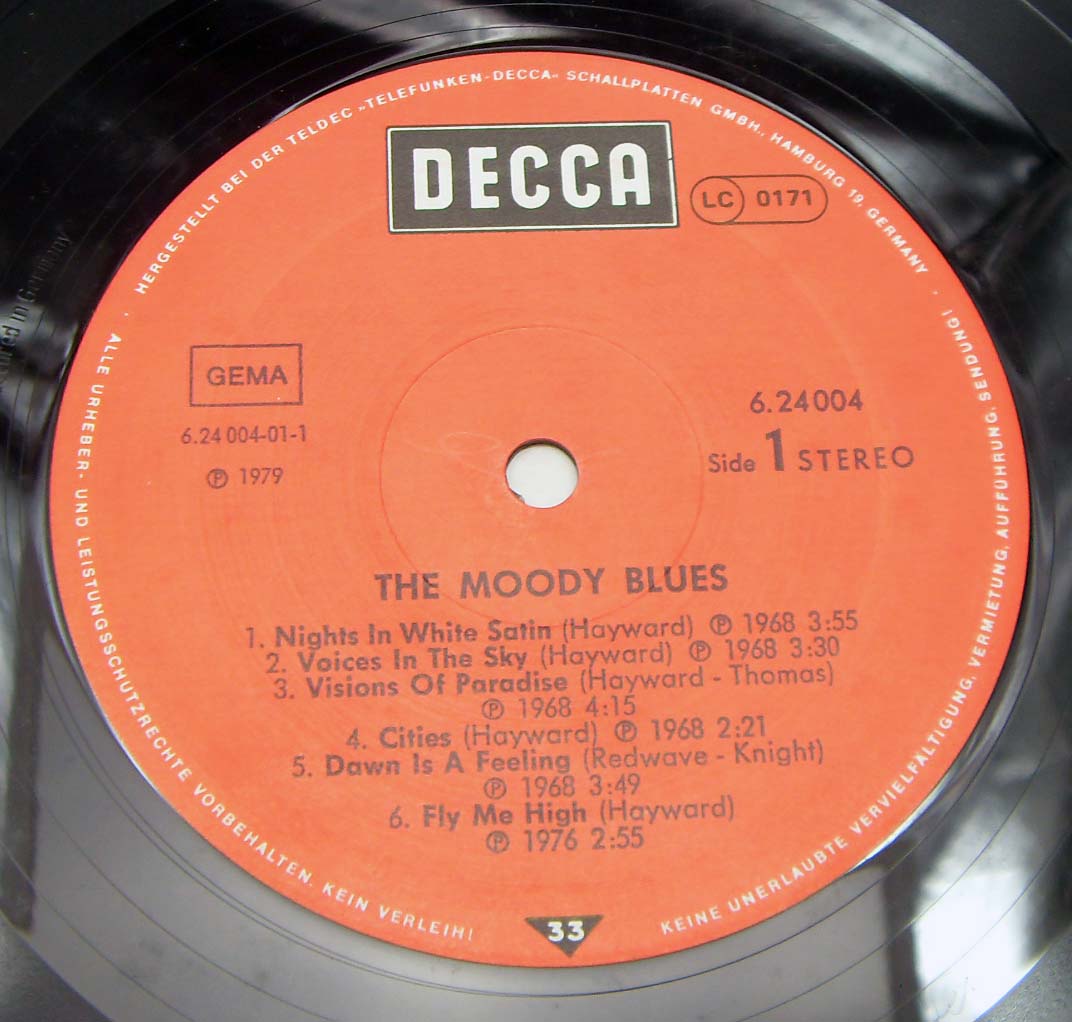 HERGESTELLT BEI DER TELDEC »TELEFUNKEN-DECCA« SCHALLPLATTEN GMBH., HAMBURG 19, GERMANY ·
DECCA
LC 0171
GEMA
6.24 004-01-1
℗ 1979
6.24004
Side 1 STEREO
THE MOODY BLUES
1. Nights In White Satin (Hayward) ℗ 1968 3:55
2. Voices In The Sky (Hayward) ℗ 1968 3:30
3. Visions Of Paradise (Hayward - Thomas)
℗ 1968 4:15
4. Cities (Hayward) ℗ 1968 2:21
5. Dawn Is A Feeling (Redwave - Knight)
℗ 1968 3:49
6. Fly Me High (Hayward)
℗ 1976 2:55
33
· ALLE URHEBER- UND LEISTUNGSSCHUTZRECHTE VORBEHALTEN. KEIN VERLEIH!
KEINE UNERLAUBTE VERVIELFÄLTIGUNG, VERMIETUNG, AUFFÜHRUNG, SENDUNG!
in Germany